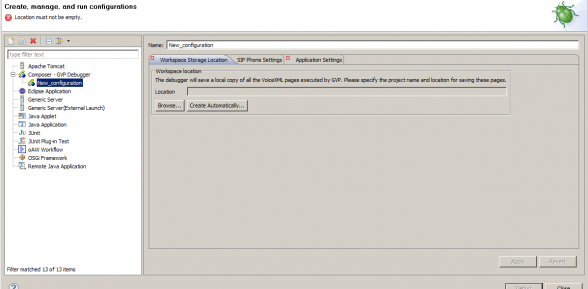 Create, manage, and run configurations
Location must not be empty.
type filter text
Apache Tomcat
Composer - GVP Debugger
New_configuration
Eclipse Application
Generic Server
Generic Server(External Launch)
Java Applet
Java Application
JUnit
JUnit Plug-in Test
oAW Workflow
OSGi Framework
Remote Java Application
Filter matched 13 of 13 items
Name: New_configuration
Workspace Storage Location SIP Phone Settings Application Settings
Workspace location
The debugger will save a local copy of all the VoiceXML pages executed by GVP. Please specify the project name and location for saving these pages.
Location
Browse... Create Automatically...
Apply Revert
Debug Close